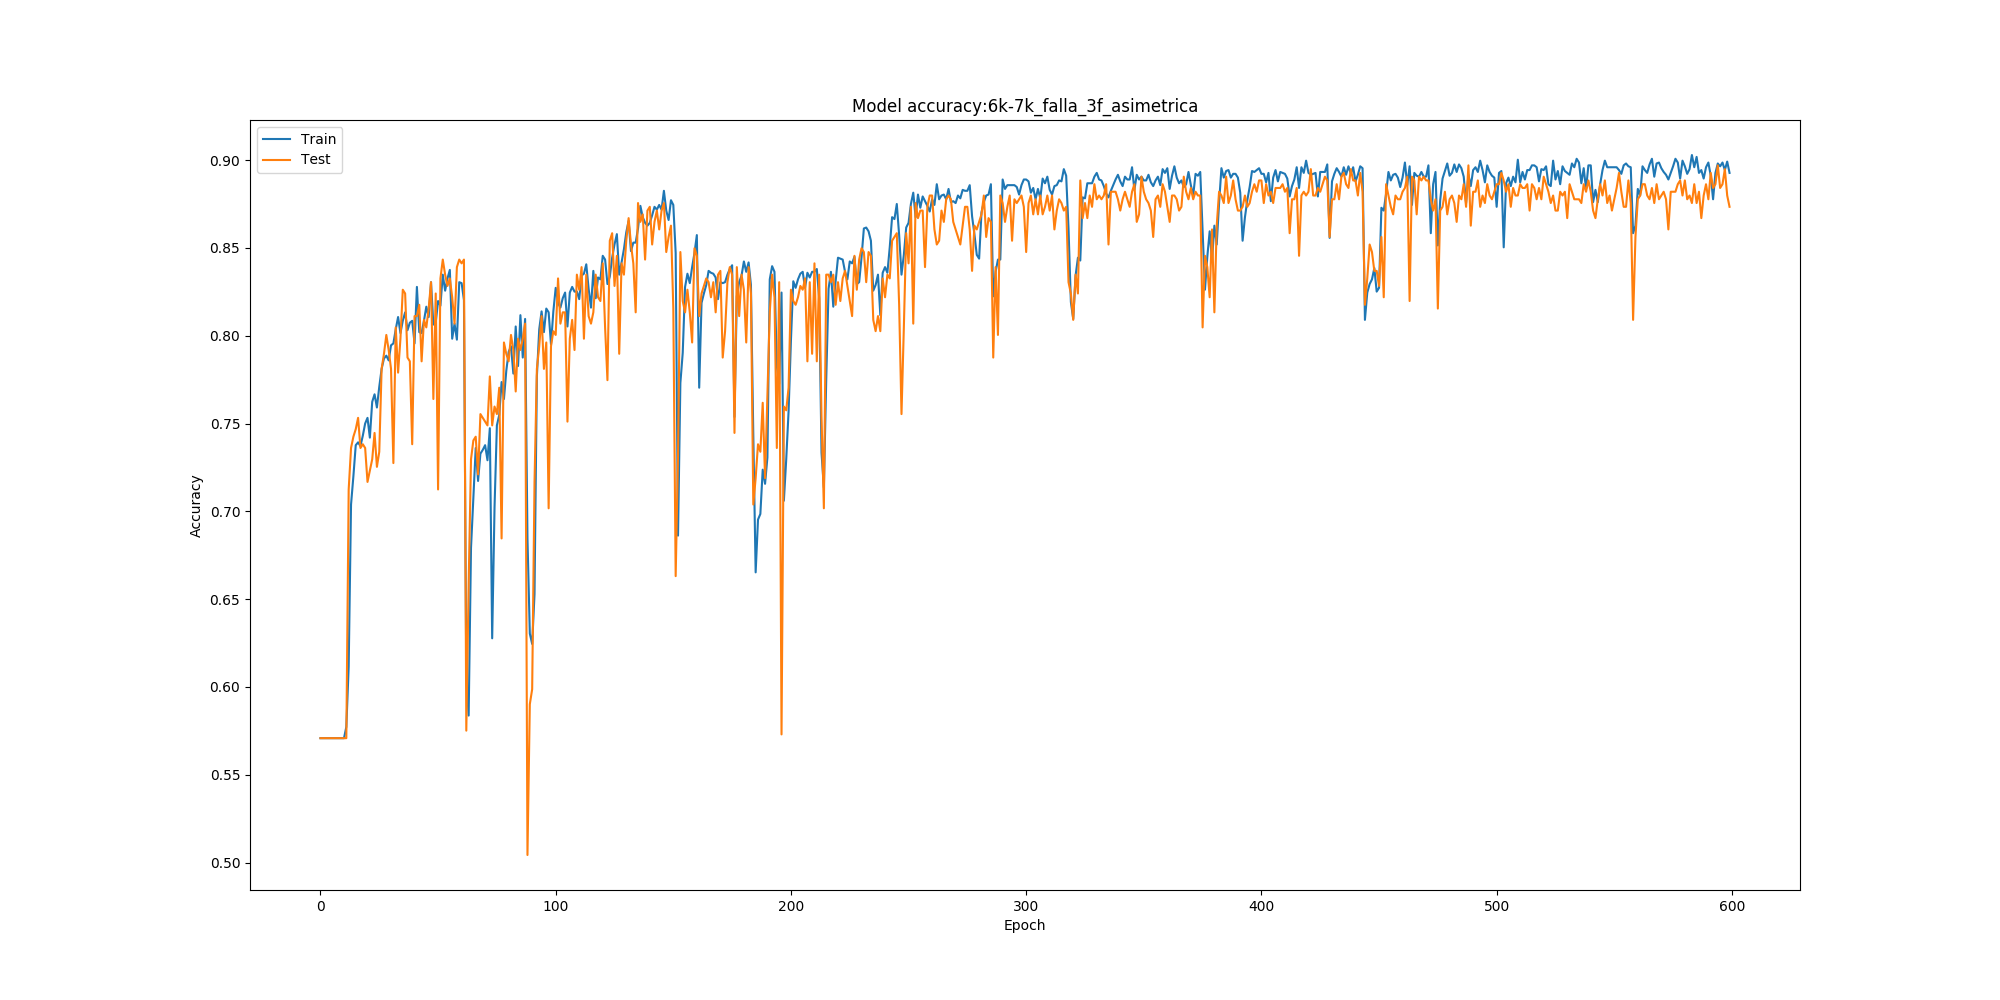 Model accuracy:6k-7k_falla_3f_asimetrica
Train
Test
0.90
0.85
0.80
0.75
0.70
0.65
0.60
0.55
0.50
Accuracy
0 100 200 300 400 500 600
Epoch